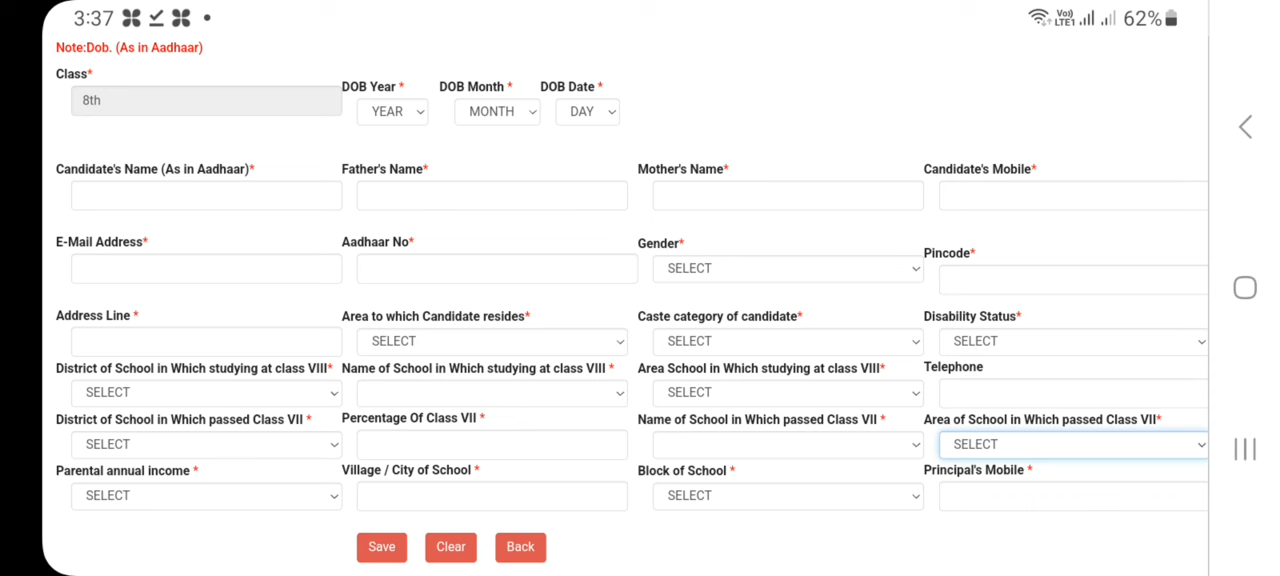 3:37
Vo) LTE1
62%
Note:Dob. (As in Aadhaar)
Class*
8th
DOB Year *
YEAR
DOB Month *
MONTH
DOB Date *
DAY
Candidate's Name (As in Aadhaar)*
Father's Name*
Mother's Name*
Candidate's Mobile*
E-Mail Address*
Aadhaar No*
Gender*
SELECT
Pincode*
Address Line *
Area to which Candidate resides*
SELECT
Caste category of candidate*
SELECT
Disability Status*
SELECT
District of School in Which studying at class VIII*
SELECT
Name of School in Which studying at class VIII *
Area School in Which studying at class VIII*
SELECT
Telephone
District of School in Which passed Class VII *
SELECT
Percentage Of Class VII *
Name of School in Which passed Class VII *
Area of School in Which passed Class VII*
SELECT
Parental annual income *
SELECT
Village / City of School *
Block of School *
SELECT
Principal's Mobile *
Save
Clear
Back